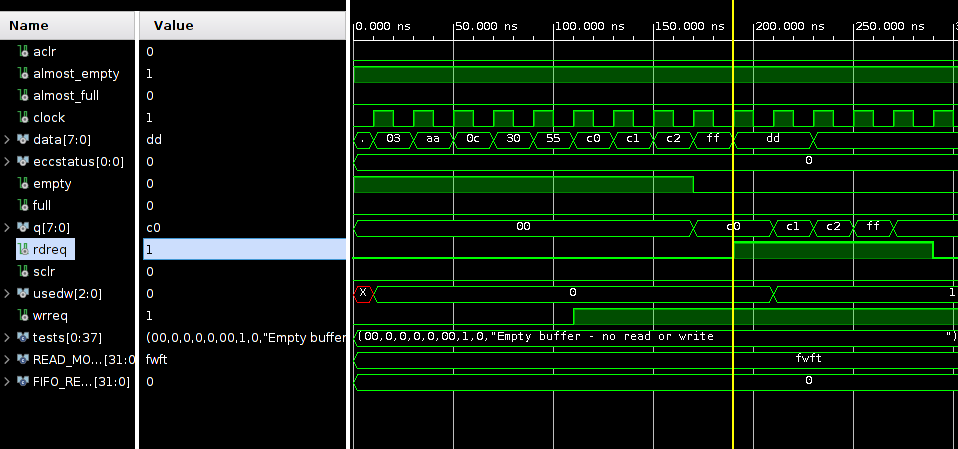 Name Value
0.000 ns 50.000 ns 100.000 ns 150.000 ns 200.000 ns 250.000 ns
aclr 0
almost_empty 1
almost_full 0
clock 1
data[7:0] dd . 03 aa 0c 30 55 c0 c1 c2 ff dd
eccstatus[0:0] 0 0
empty 0
full 0
q[7:0] c0 00 c0 c1 c2 ff
rdreq 1
sclr 0
usedw[2:0] 0 X 0 1
wrreq 1
tests[0:37] (00,0,0,0,0,00,1,0,"Empty buffer (00,0,0,0,0,00,1,0,"Empty buffer - no read or write ")
READ_MO...[31:0 fwft fwft
FIFO_RE...[31:0] 0 0